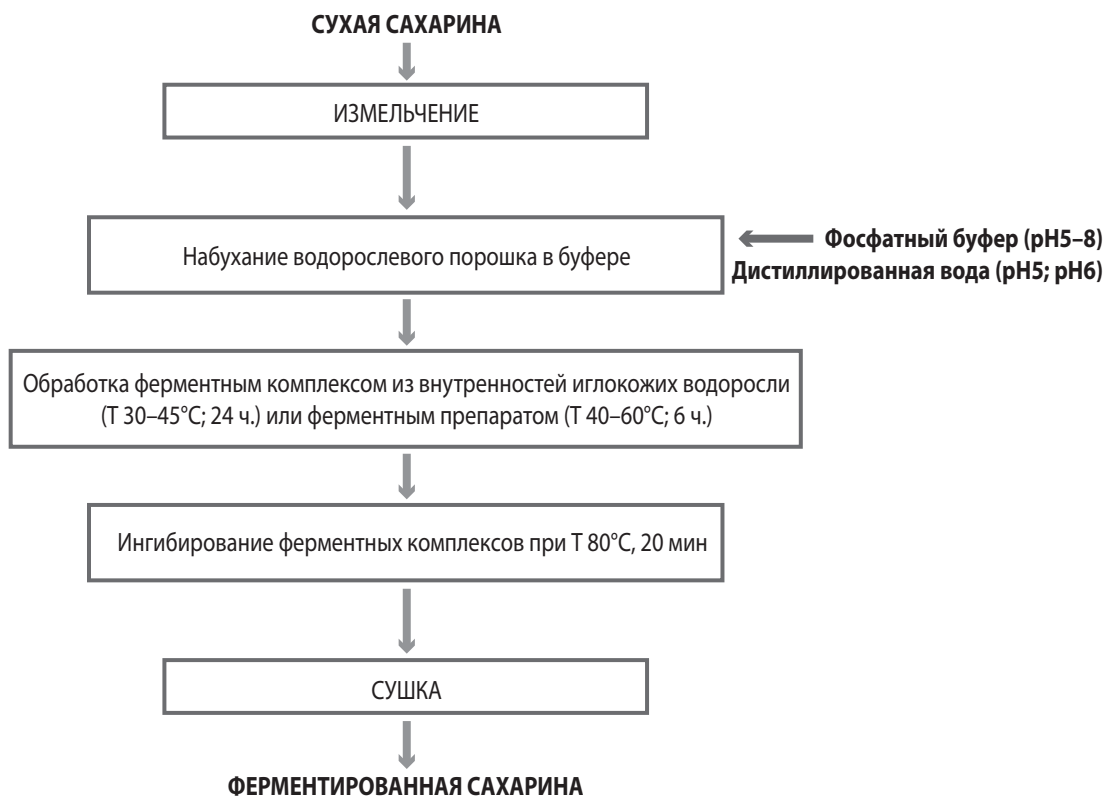 СУХАЯ САХАРИНА
ИЗМЕЛЬЧЕНИЕ
Набухание водорослевого порошка в буфере
Фосфатный буфер (pH5–8)
Дистиллированная вода (pH5; pH6)
Обработка ферментным комплексом из внутренностей иглокожих водоросли
(Т 30–45°С; 24 ч.) или ферментным препаратом (Т 40–60°С; 6 ч.)
Ингибирование ферментных комплексов при Т 80°С, 20 мин
СУШКА
ФЕРМЕНТИРОВАННАЯ САХАРИНА